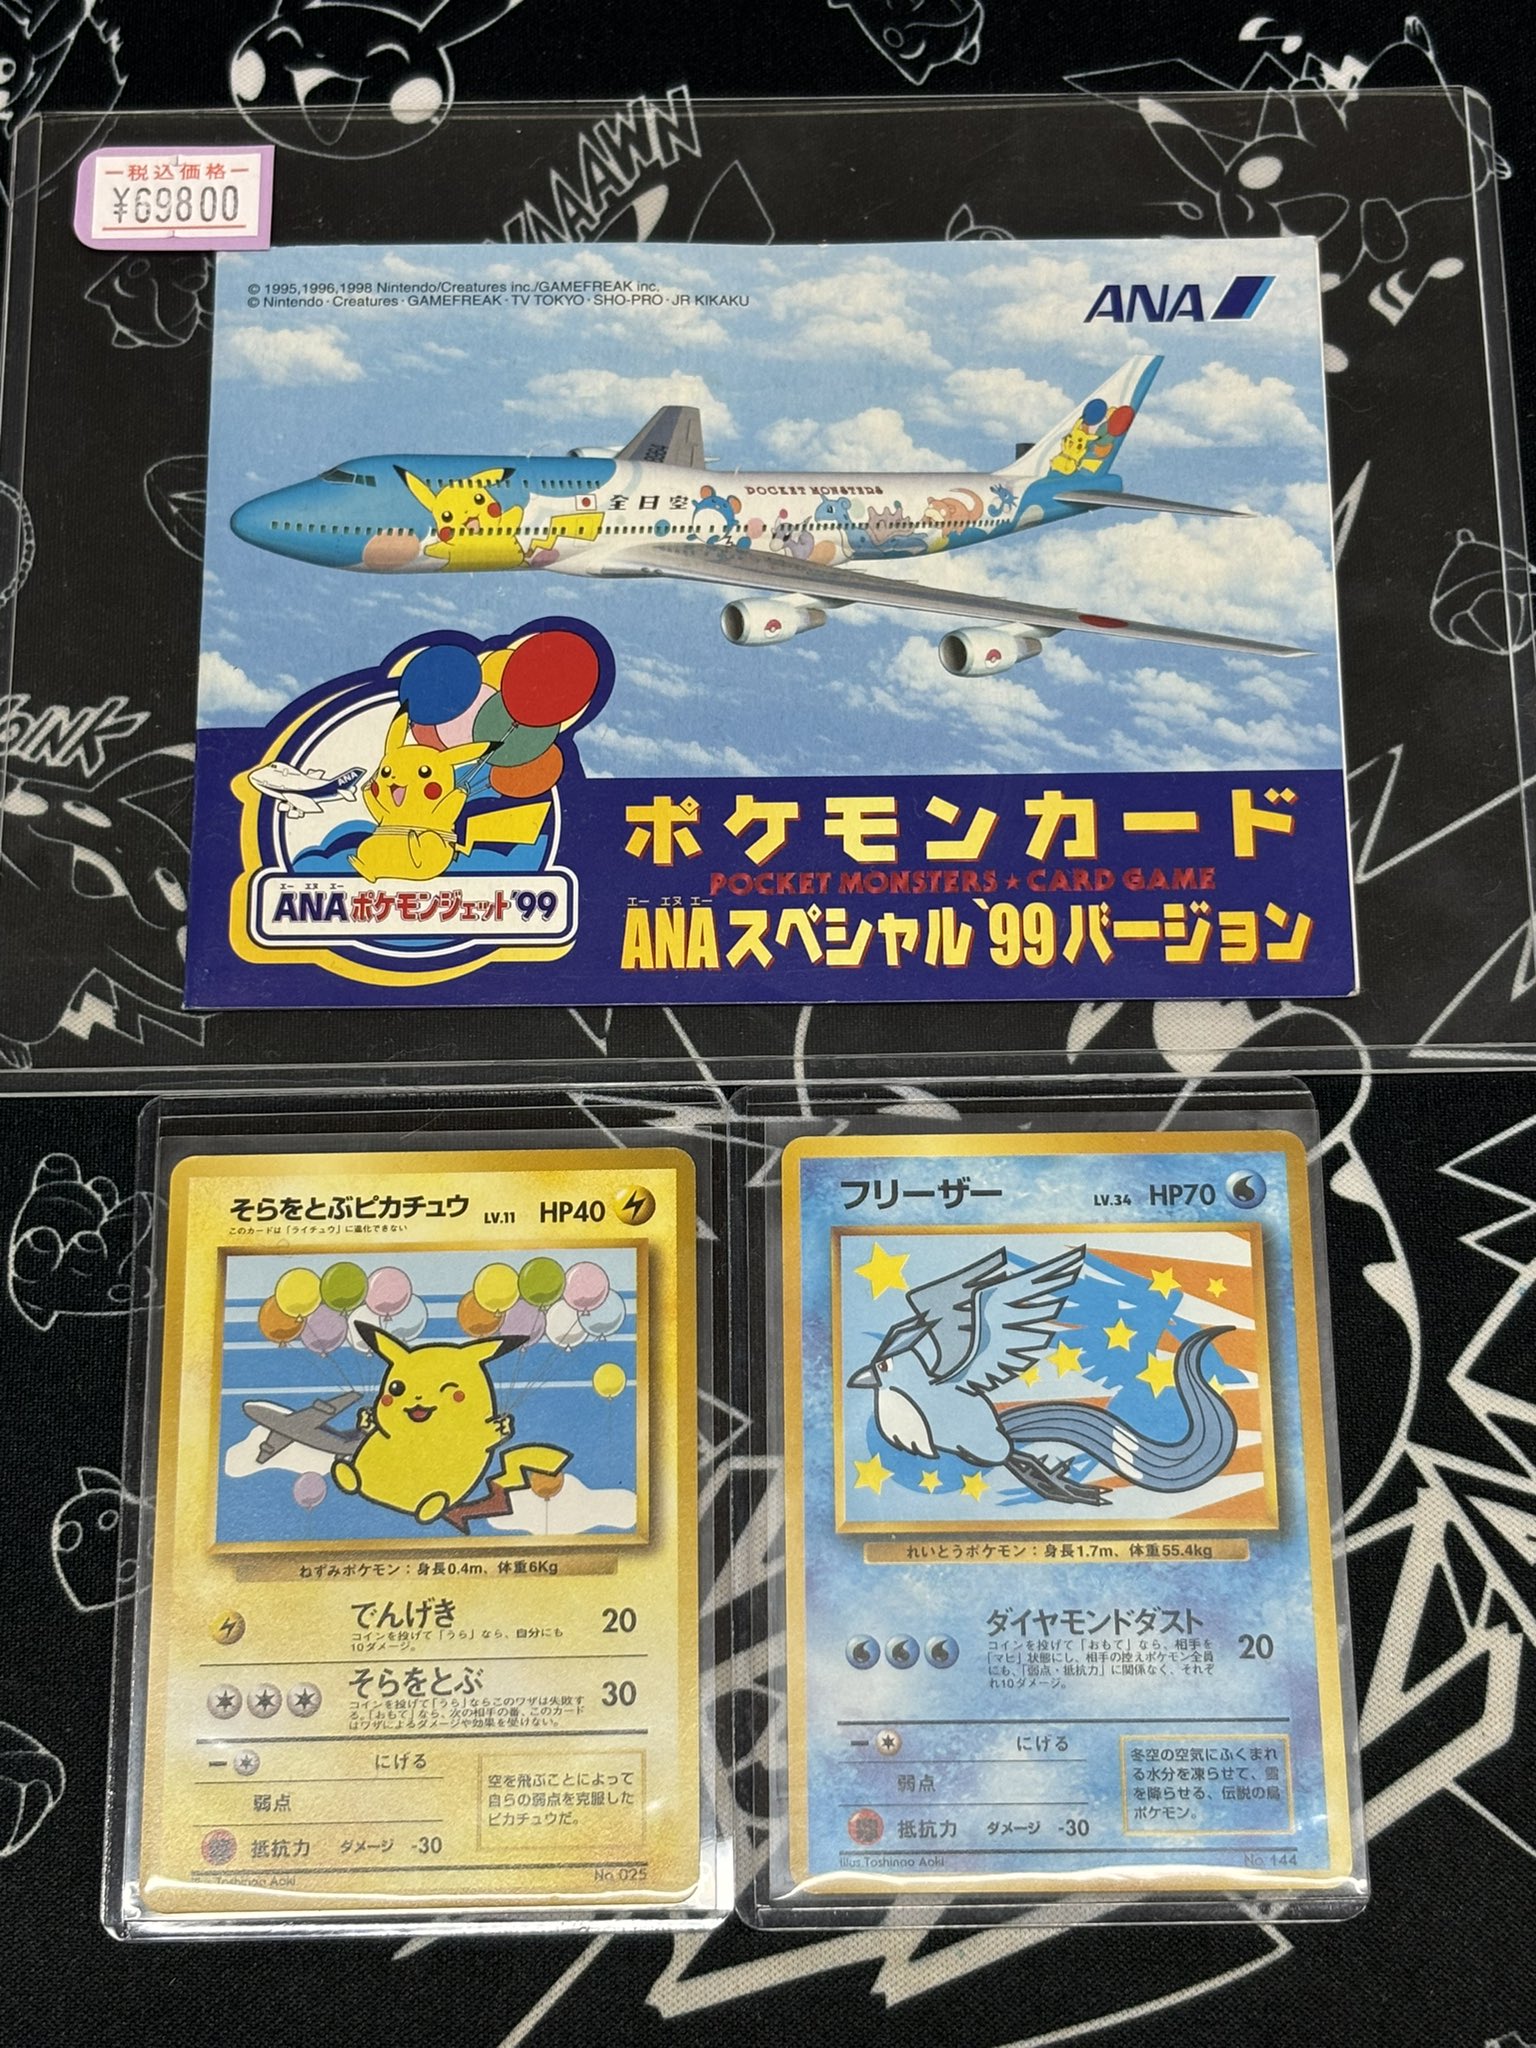 税込価格
¥69800
© 1995,1996,1998 Nintendo/Creatures inc./GAMEFREAK inc.
© Nintendo・Creatures・GAMEFREAK・TV TOKYO・SHO-PRO・JR KIKAKU
ANA
AAAWN
全日空
POCKET MONSTERS
OINK
ANA
エー エヌ エー
ANAポケモンジェット'99
ポケモンカード
POCKET MONSTERS★CARD GAME
エー エヌ エー
ANAスペシャル'99バージョン
そらをとぶピカチュウ LV.11 HP40
このカードは「ライチュウ」に進化できない
ねずみポケモン：身長0.4m、体重6Kg
でんげき 20
コインを投げて「うら」なら、自分にも
10ダメージ。
そらをとぶ 30
コインを投げて「うら」ならこのワザは失敗す
る。「おもて」なら、次の相手の番、このカード
はワザによるダメージや効果を受けない。
ー にげる
弱点
抵抗力 ダメージ -30
空を飛ぶことによって
自らの弱点を克服した
ピカチュウだ。
Illus.Toshinao Aoki No.025
フリーザー LV.34 HP70
れいとうポケモン：身長1.7m、体重55.4kg
ダイヤモンドダスト 20
コインを投げて「おもて」なら、相手を
「マヒ」状態にし、相手の控えポケモン全員
にも、「弱点・抵抗力」に関係なく、それぞ
れ10ダメージ。
ー にげる
弱点
抵抗力 ダメージ -30
冬空の空気にふくまれ
る水分を凍らせて、雪
を降らせる、伝説の鳥
ポケモン。
Illus.Toshinao Aoki No.144